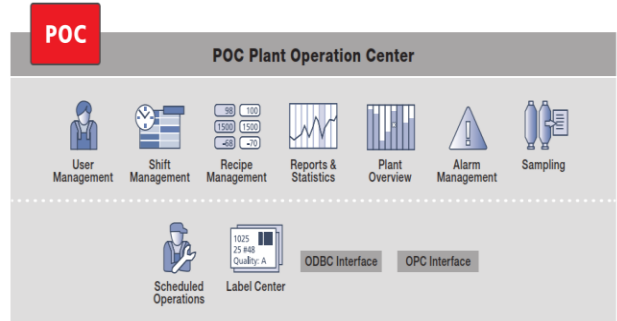 POC
POC Plant Operation Center
98 100
1500 1500
-68 -70
User
Management
Shift
Management
Recipe
Management
Reports &
Statistics
Plant
Overview
Alarm
Management
Sampling
1025
25 #48
Quality: A
Scheduled
Operations
Label Center
ODBC Interface
OPC Interface